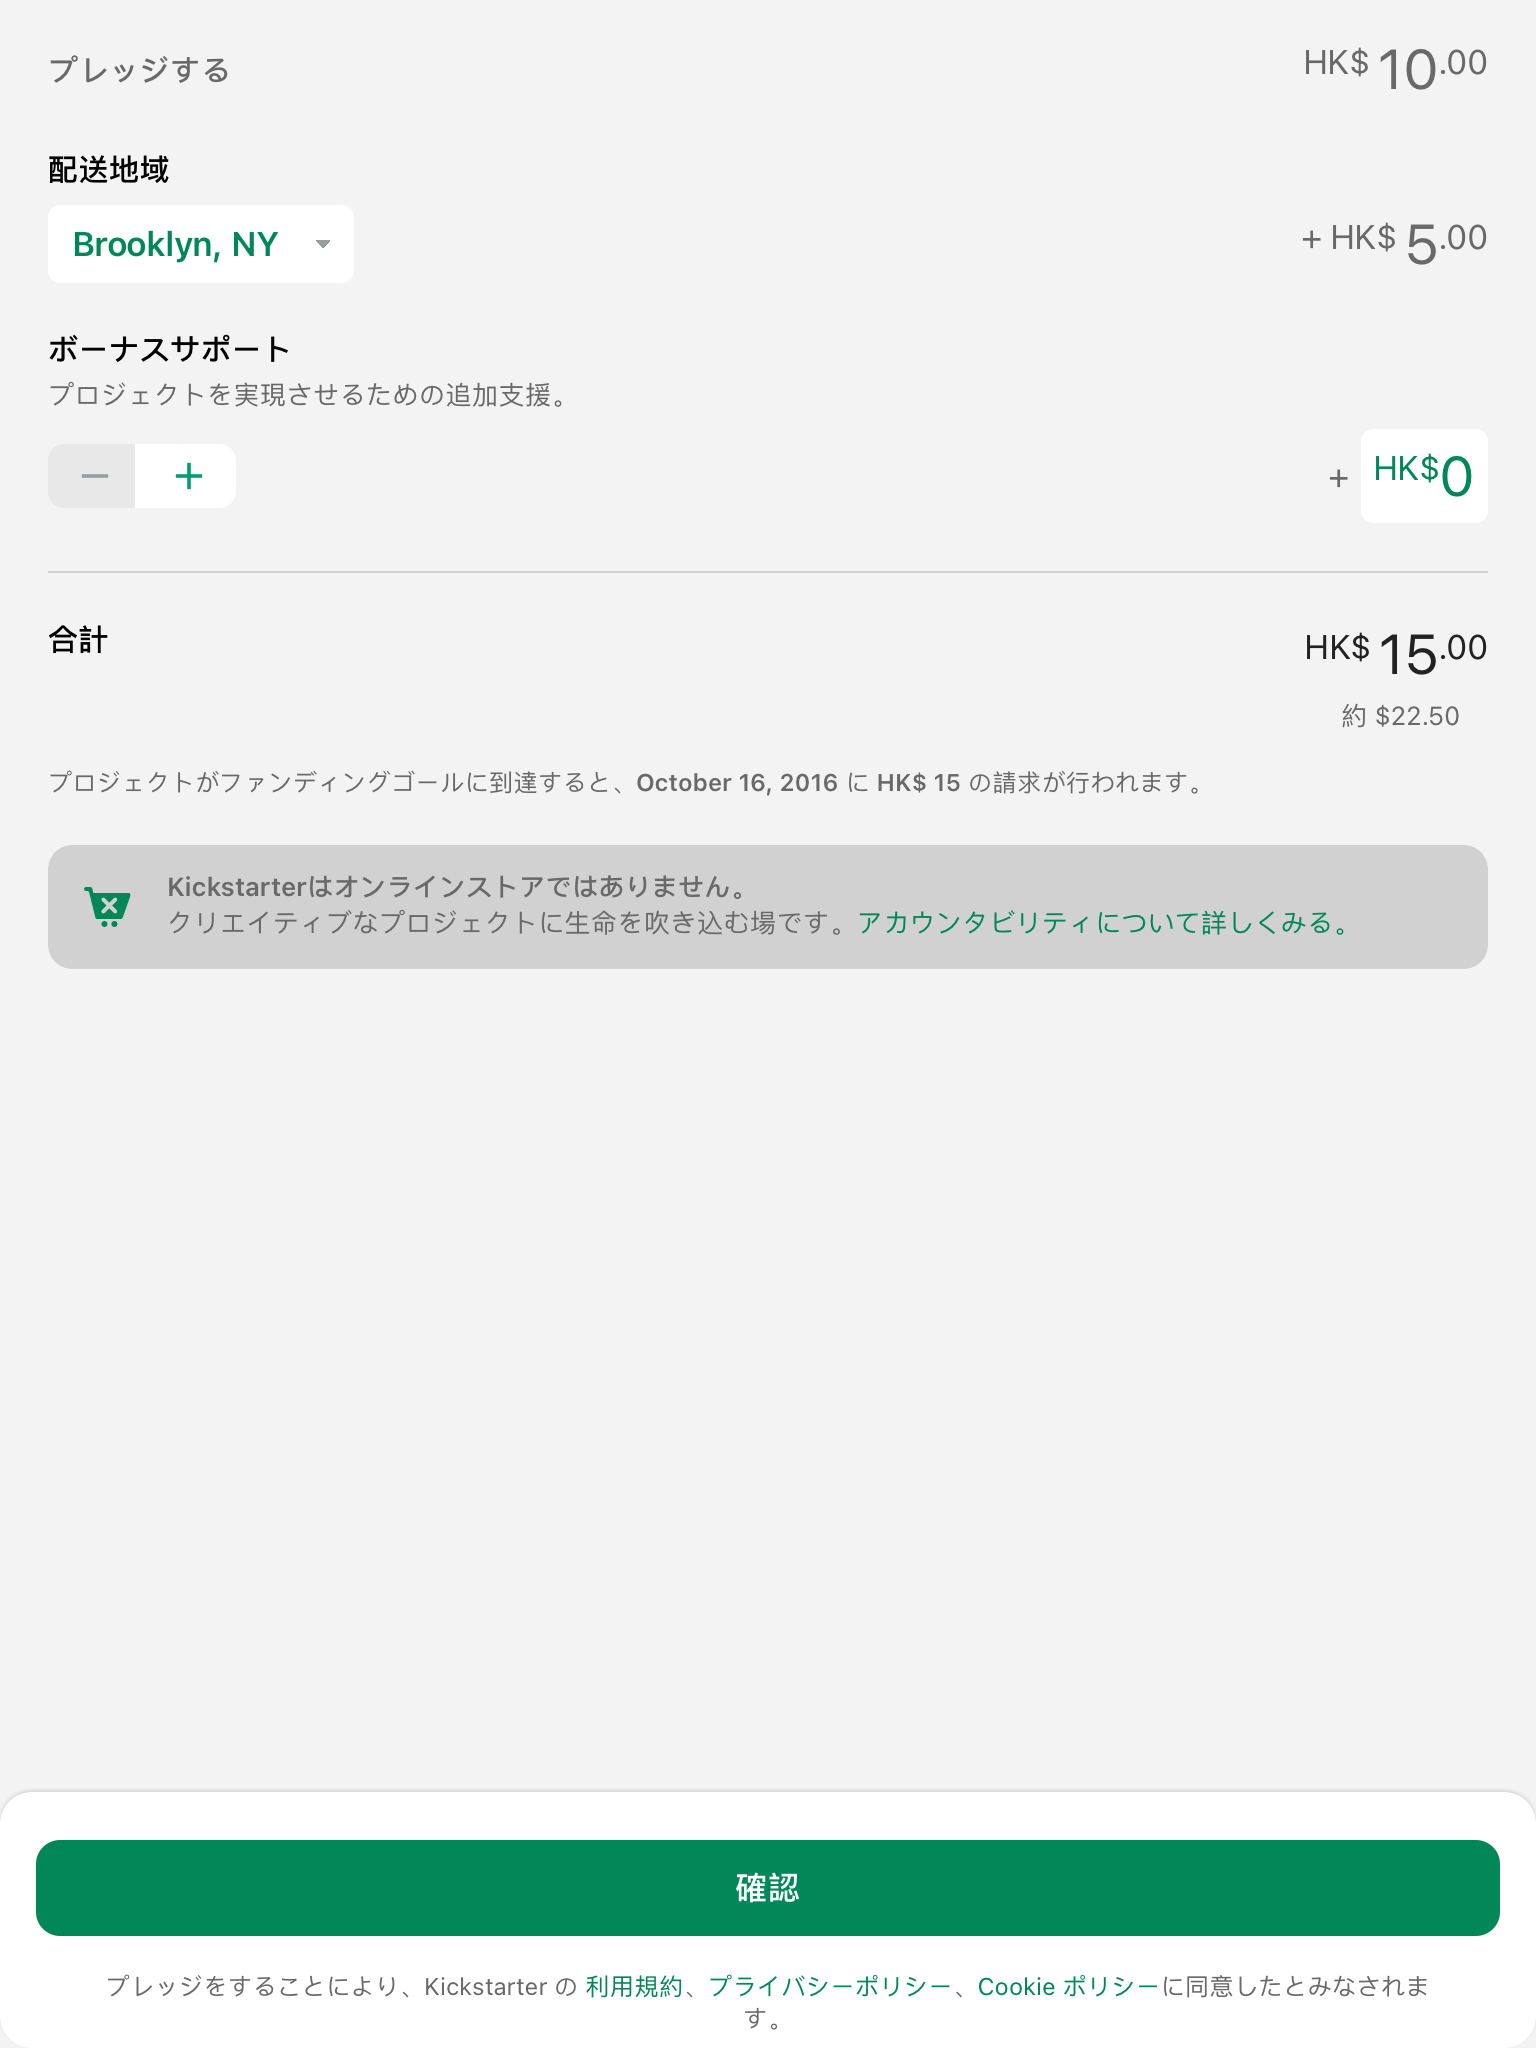 プレッジする
HK$ 10.00
配送地域
Brooklyn, NY
+ HK$ 5.00
ボーナスサポート
プロジェクトを実現させるための追加支援。
− +
+ HK$0
合計
HK$ 15.00
約 $22.50
プロジェクトがファンディングゴールに到達すると、October 16, 2016 に HK$ 15 の請求が行われます。
Kickstarterはオンラインストアではありません。
クリエイティブなプロジェクトに生命を吹き込む場です。アカウンタビリティについて詳しくみる。
確認
プレッジをすることにより、Kickstarter の 利用規約、プライバシーポリシー、Cookie ポリシーに同意したとみなされま
す。